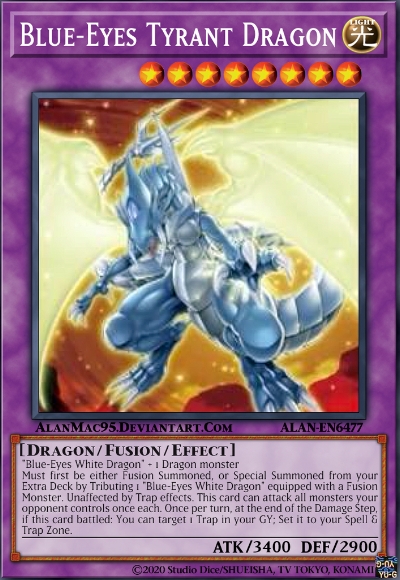 BLUE-EYES TYRANT DRAGON
LIGHT
光
ALANMAC95.DEVIANTART.COM ALAN-EN6477
[DRAGON/FUSION/EFFECT]
"Blue-Eyes White Dragon" - 1 Dragon monster
Must first be either Fusion Summoned, or Special Summoned from your
Extra Deck by Tributing 1 "Blue-Eyes White Dragon" equipped with a Fusion
Monster. Unaffected by Trap effects. This card can attack all monsters your
opponent controls once each. Once per turn, at the end of the Damage Step,
if this card battled: You can target 1 Trap in your GY; Set it to your Spell &
Trap Zone.
ATK/3400 DEF/2900
©2020 Studio Dice/SHUEISHA, TV TOKYO, KONAMI
D-NA
YU-G